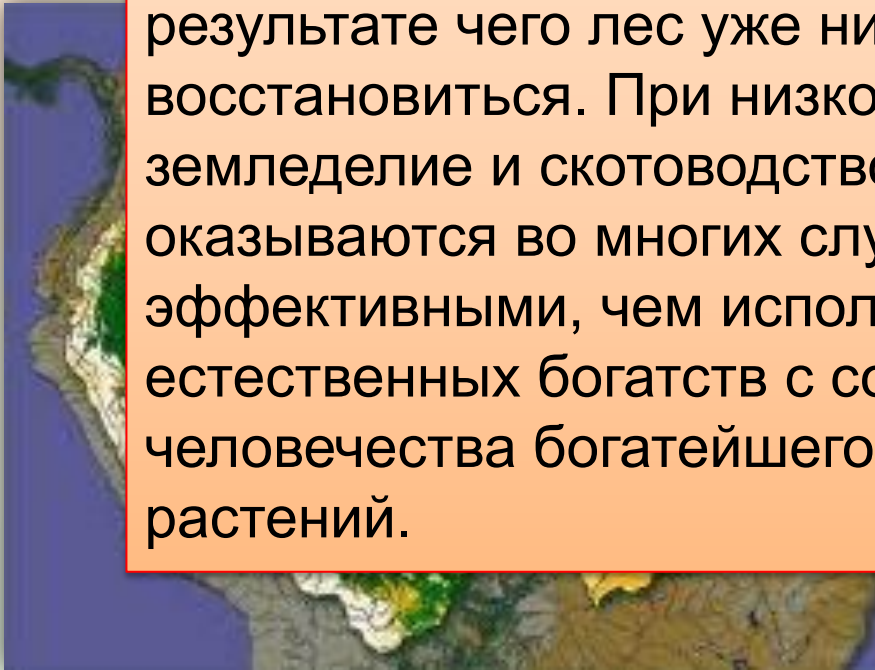 результате чего лес уже ни
восстановиться. При низко
земледелие и скотоводств
оказываются во многих слу
эффективными, чем испол
естественных богатств с со
человечества богатейшего
растений.